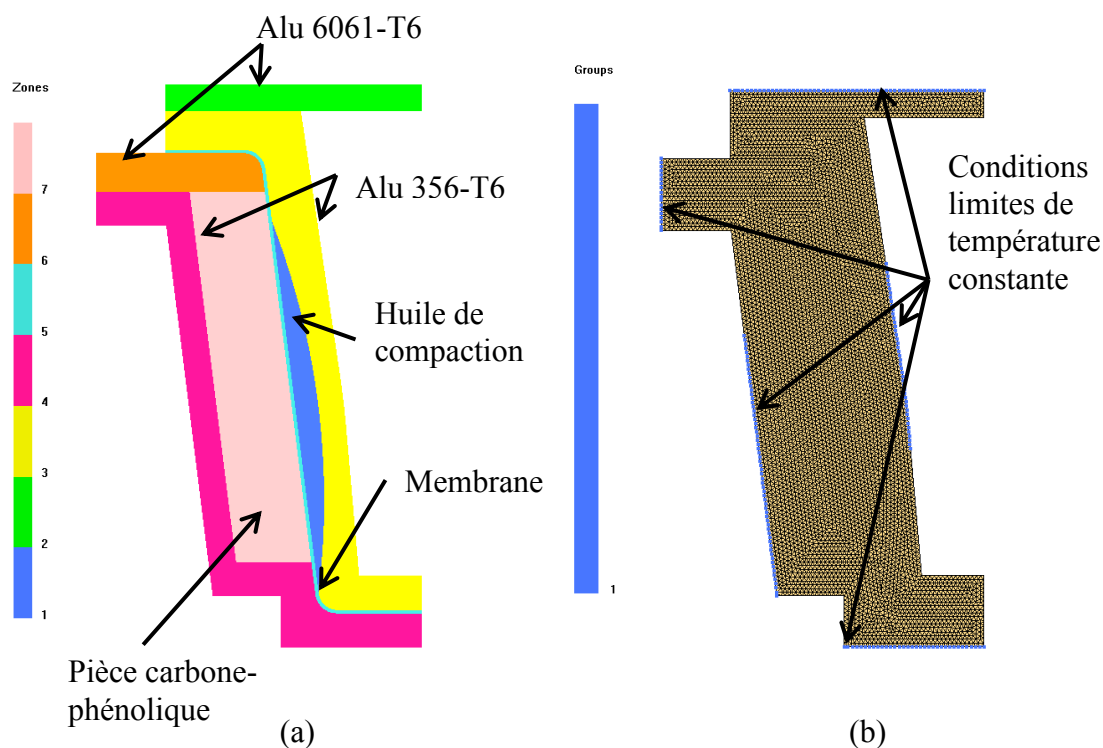 Alu 6061-T6
Zones
7
6
5
4
3
2
1
Alu 356-T6
Huile de
compaction
Membrane
Pièce carbone-
phénolique
(a)
Groups
1
Conditions
limites de
température
constante
(b)